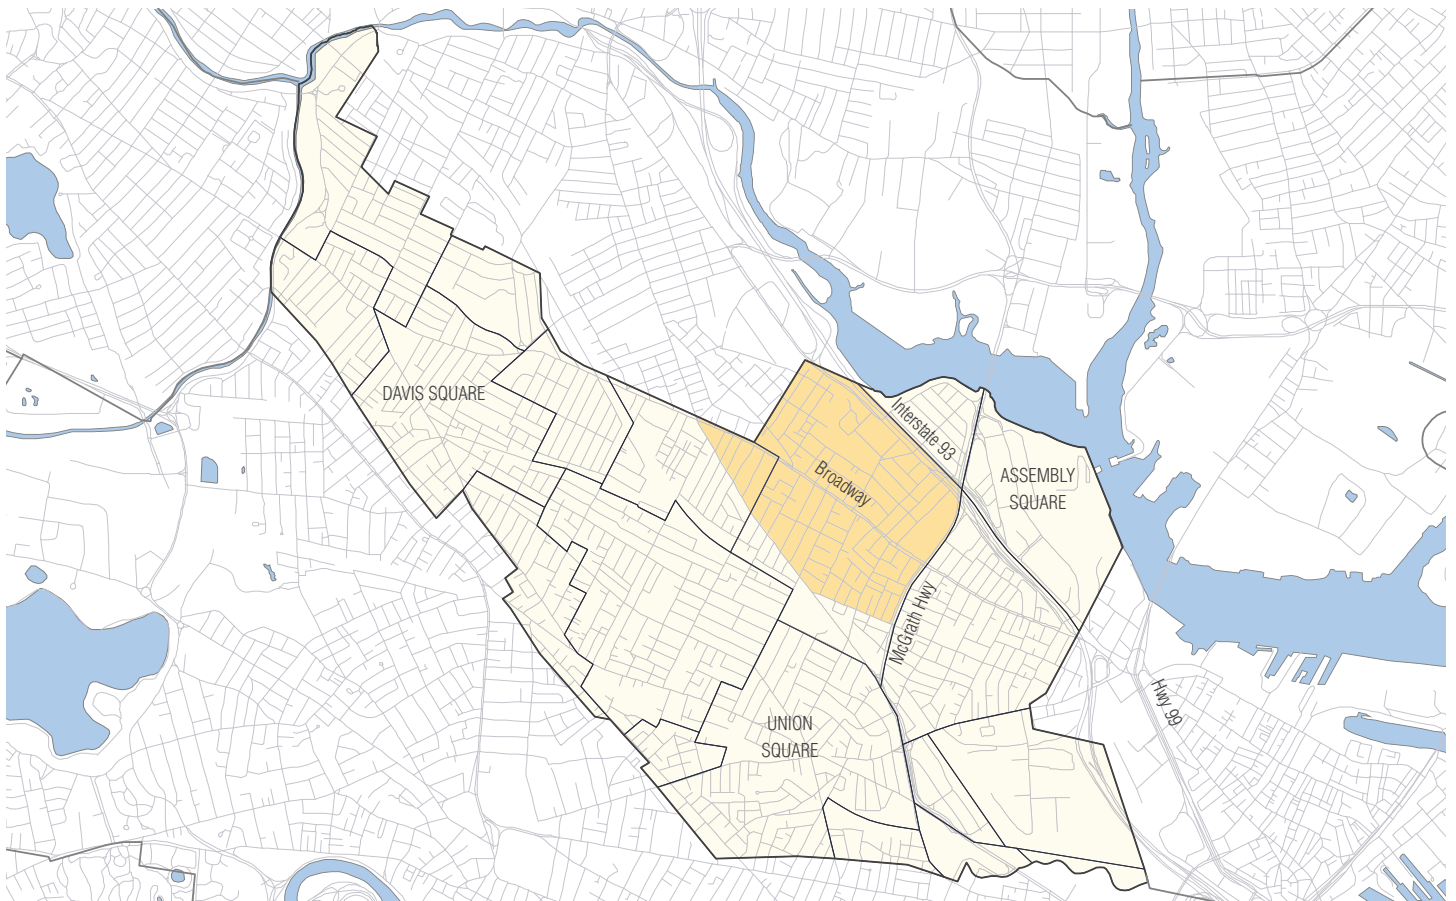 DAVIS SQUARE
Interstate 93
Broadway
ASSEMBLY
SQUARE
McGrath Hwy
Hwy 99
UNION
SQUARE